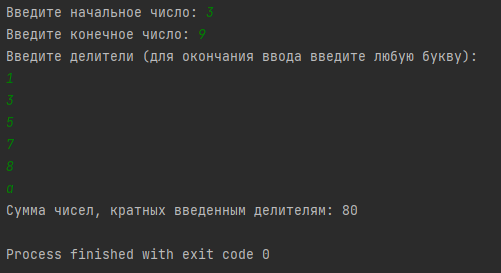 Введите начальное число: 3
Введите конечное число: 9
Введите делители (для окончания ввода введите любую букву):
1
3
5
7
8
a
Сумма чисел, кратных введенным делителям: 80
Process finished with exit code 0